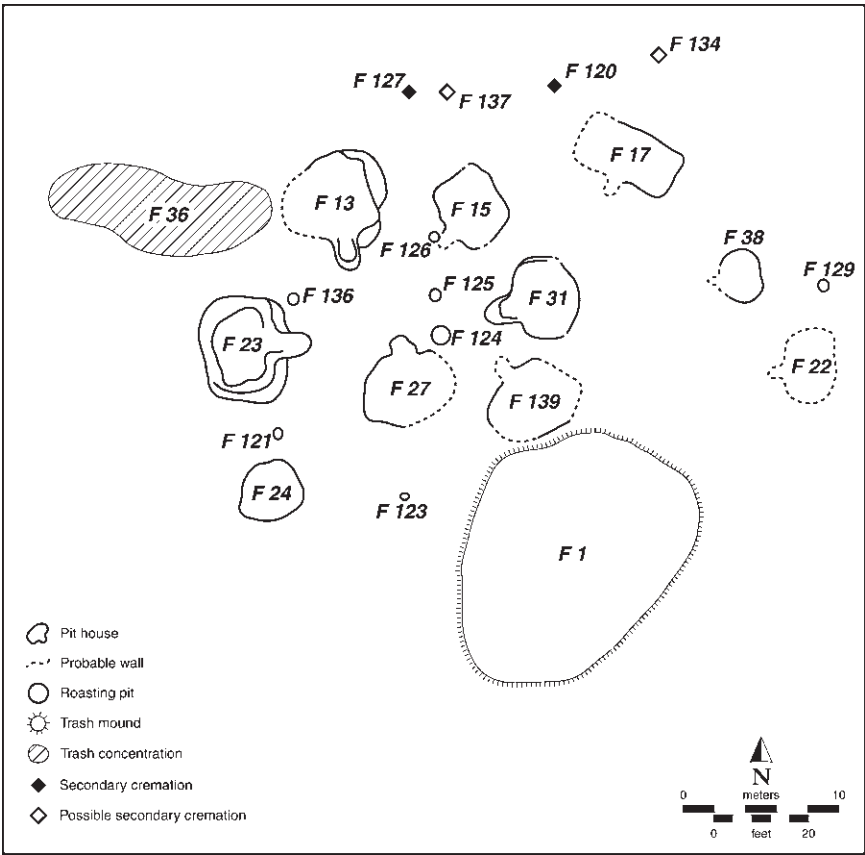 F 134
F 127
F 120
F 137
F 17
F 13
F 15
F 36
F 126
F 38
F 129
F 136
F 125
F 31
F 23
F 124
F 22
F 27
F 139
F 121
F 24
F 123
F 1
Pit house
Probable wall
Roasting pit
Trash mound
Trash concentration
Secondary cremation
Possible secondary cremation
N
0 meters 10
0 feet 20